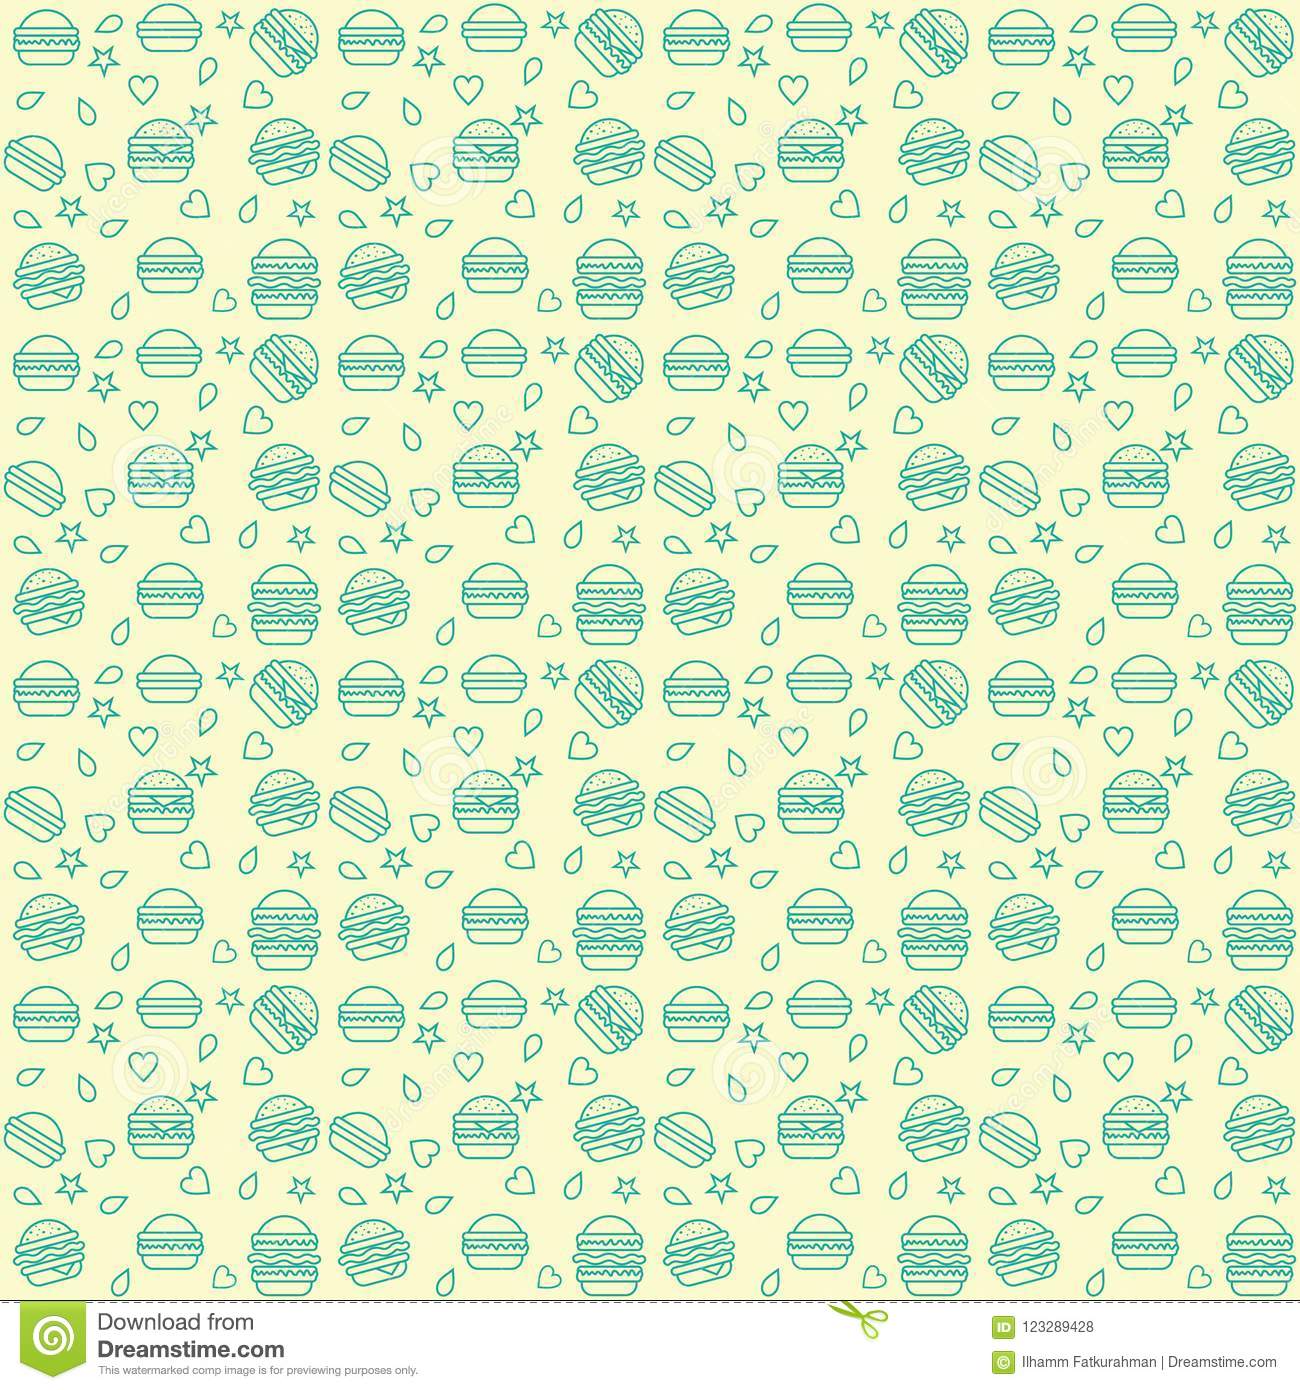 Download from
Dreamstime.com
This watermarked comp image is for previewing purposes only.
ID 123289428
© Ilhamm Fatkurahman | Dreamstime.com